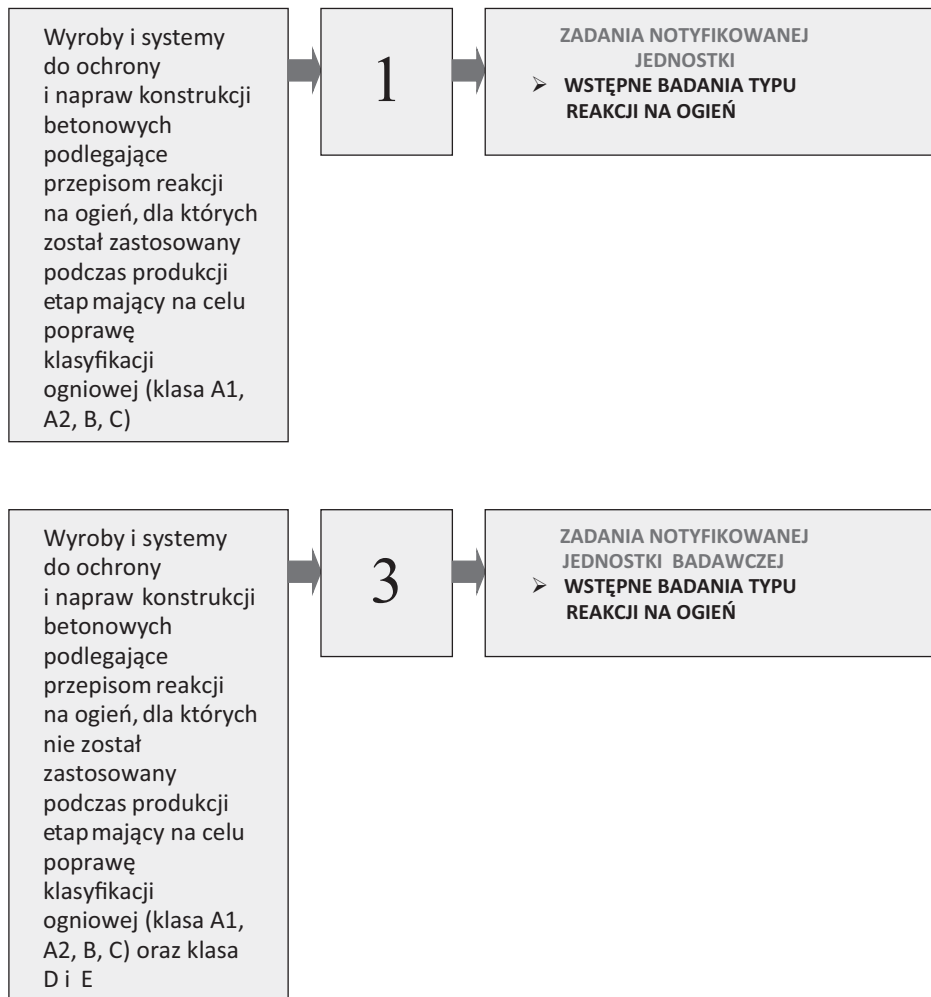 Wyroby i systemy
do ochrony
i napraw konstrukcji
betonowych
podlegające
przepisom reakcji
na ogień, dla których
został zastosowany
podczas produkcji
etap mający na celu
poprawę
klasyfikacji
ogniowej (klasa A1,
A2, B, C)
1
ZADANIA NOTYFIKOWANEJ
JEDNOSTKI
➢ WSTĘPNE BADANIA TYPU
REAKCJI NA OGIEŃ
Wyroby i systemy
do ochrony
i napraw konstrukcji
betonowych
podlegające
przepisom reakcji
na ogień, dla których
nie został
zastosowany
podczas produkcji
etap mający na celu
poprawę
klasyfikacji
ogniowej (klasa A1,
A2, B, C) oraz klasa
D i E
3
ZADANIA NOTYFIKOWANEJ
JEDNOSTKI BADAWCZEJ
➢ WSTĘPNE BADANIA TYPU
REAKCJI NA OGIEŃ